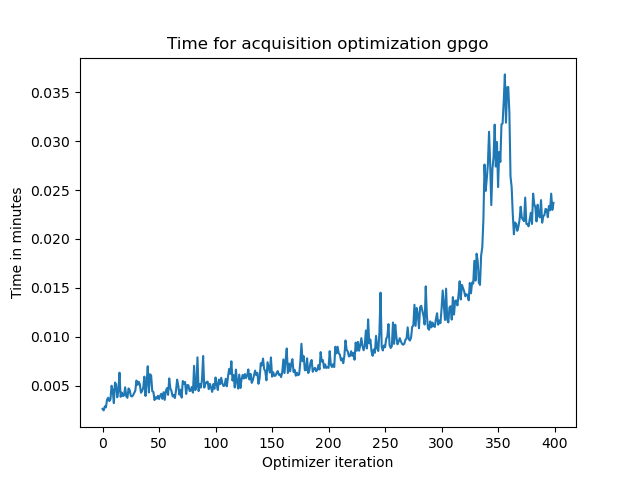 Time for acquisition optimization gpgo
0.035
0.030
0.025
0.020
0.015
0.010
0.005
Time in minutes
0 50 100 150 200 250 300 350 400
Optimizer iteration